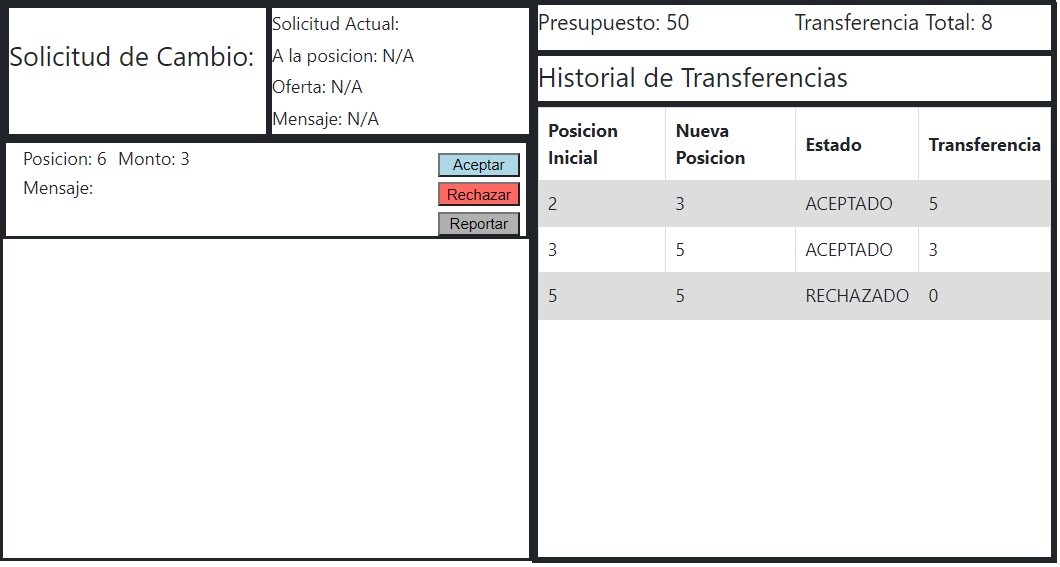 Solicitud de Cambio:
Solicitud Actual:
A la posicion: N/A
Oferta: N/A
Mensaje: N/A
Posicion: 6 Monto: 3
Mensaje:
Aceptar
Rechazar
Reportar
Presupuesto: 50 Transferencia Total: 8
Historial de Transferencias
Posicion Inicial Nueva Posicion Estado Transferencia
2 3 ACEPTADO 5
3 5 ACEPTADO 3
5 5 RECHAZADO 0